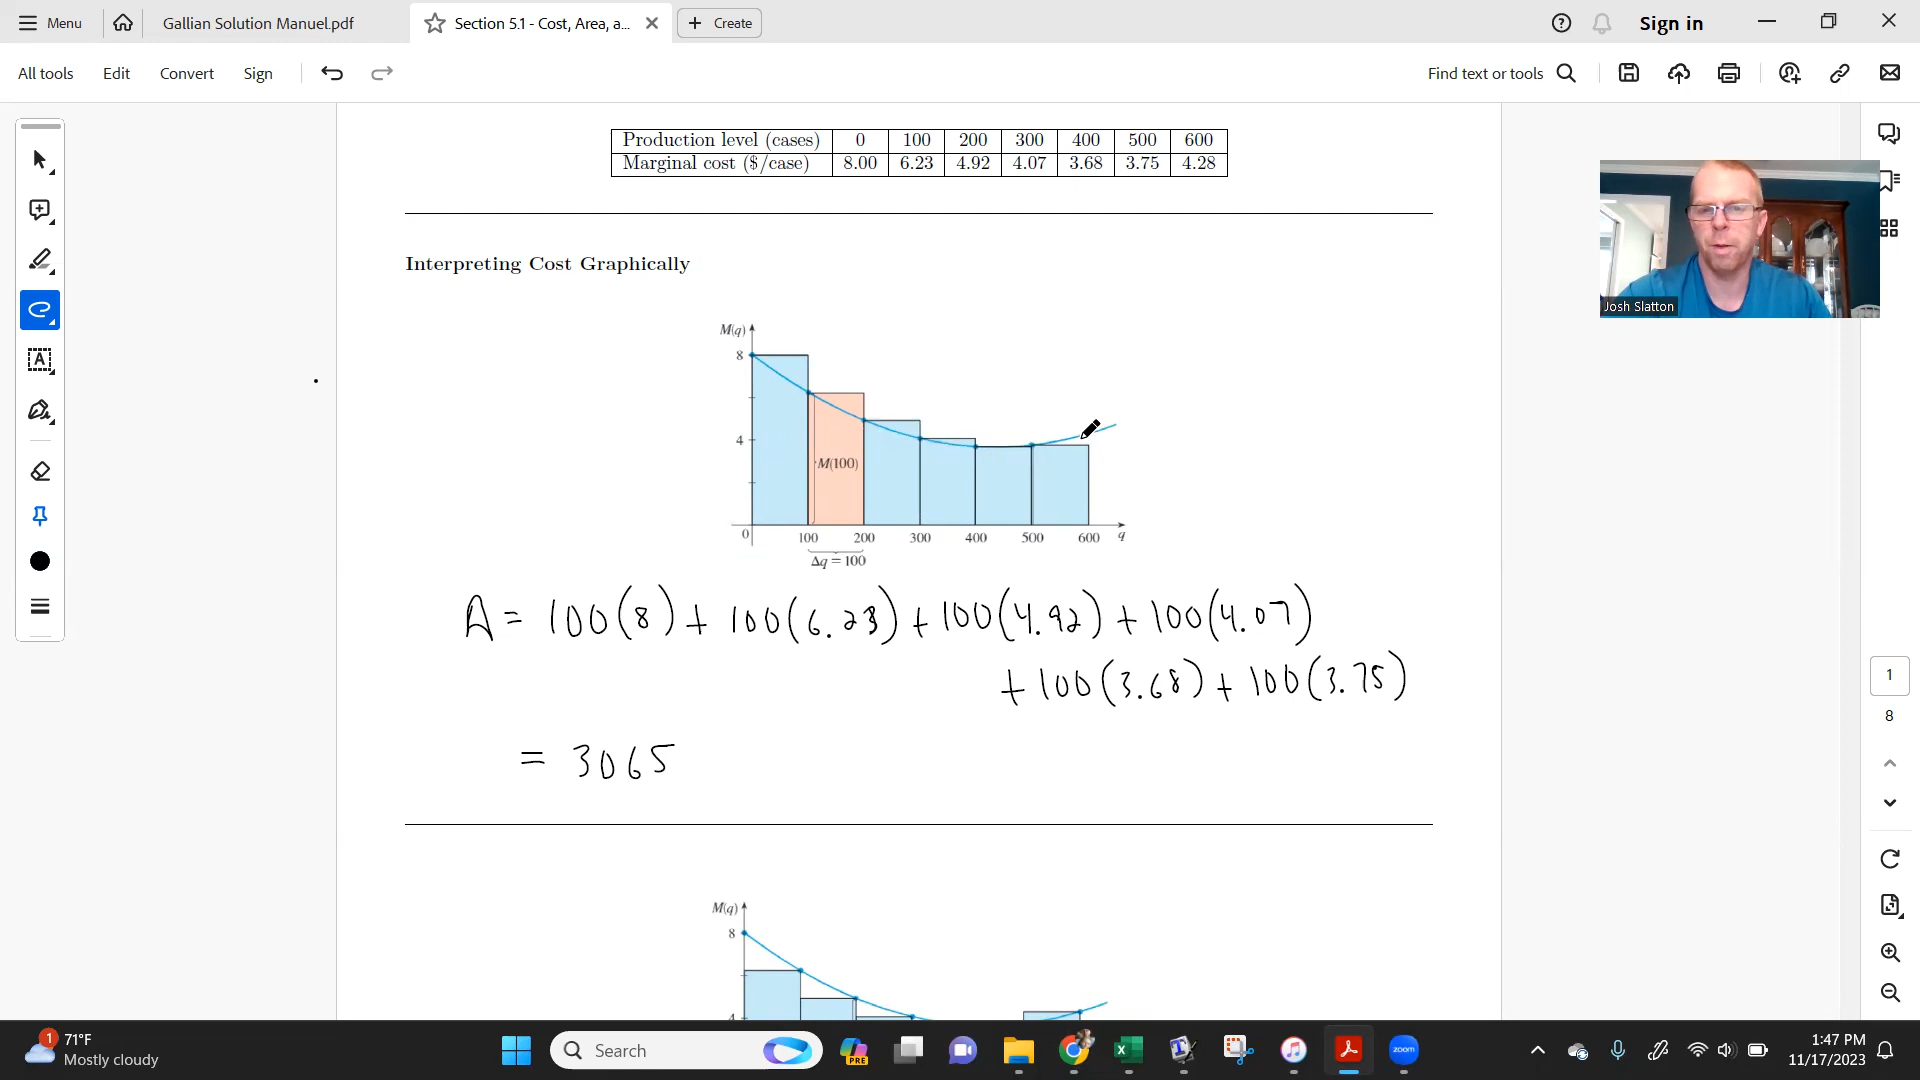 Menu
Gallian Solution Manuel.pdf
Section 5.1 - Cost, Area, a...
Create
Sign in
All tools
Edit
Convert
Sign
Find text or tools
Production level (cases) 0 100 200 300 400 500 600
Marginal cost ($/case) 8.00 6.23 4.92 4.07 3.68 3.75 4.28
Josh Slatton
Interpreting Cost Graphically
M(q)
8
4
M(100)
0 100 200 300 400 500 600 q
Δq = 100
A = 100(8) + 100(6.23) + 100(4.92) + 100(4.07)
+ 100(3.68) + 100(3.75)
= 3065
M(q)
8
4
1
8
1
71°F
Mostly cloudy
Search
PRE
zoom
1:47 PM
11/17/2023